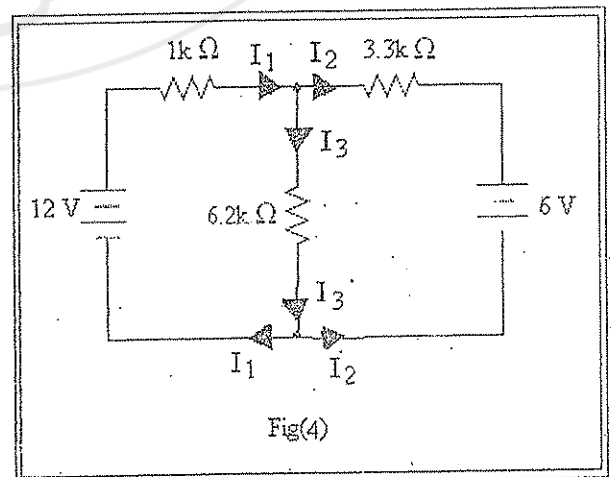 1k Ω I₁ I₂ 3.3k Ω
I₃
12 V 6.2k Ω 6 V
I₃
I₁ I₂
Fig(4)